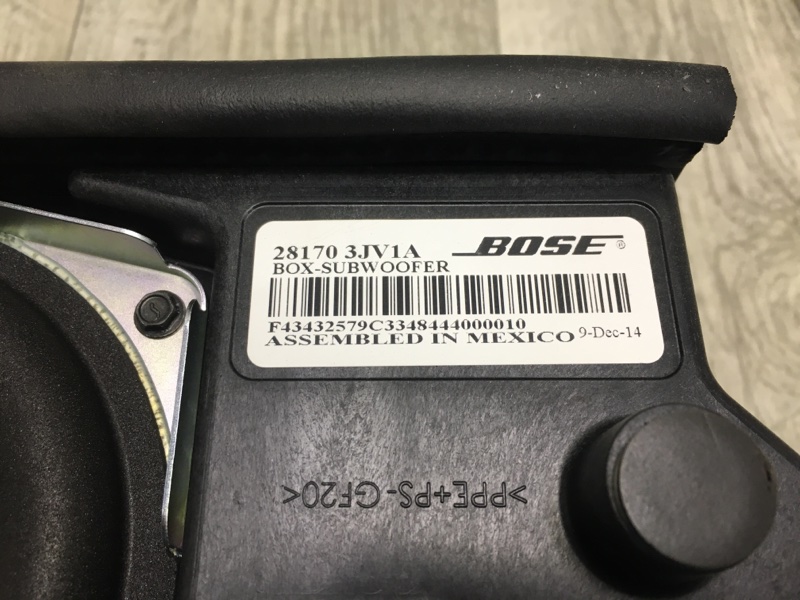 28170 3JV1A BOSE®
BOX-SUBWOOFER
F43432579C3348444000010
ASSEMBLED IN MEXICO 9-Dec-14
>PPE+PS-GF20<